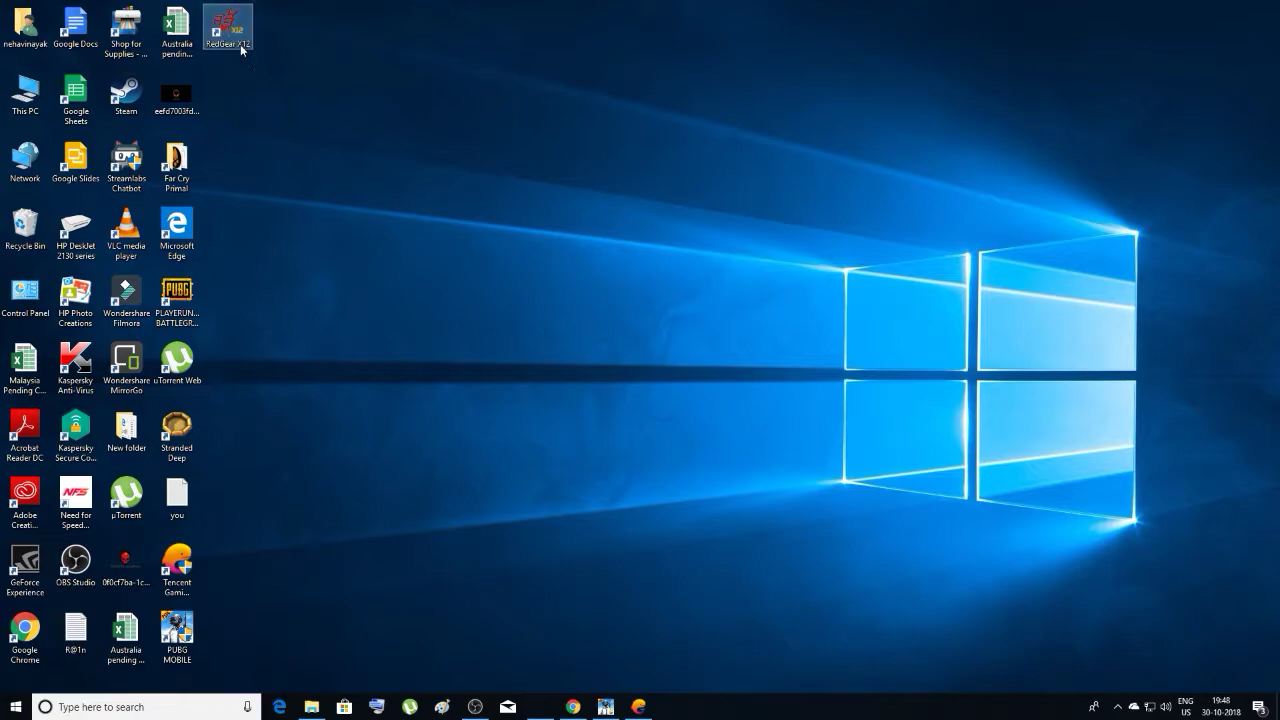 nehavinayak
Google Docs
Shop for
Supplies - ...
Australia
pendin...
RedGear X12
This PC
Google
Sheets
Steam
eefd7003fd...
Network
Google Slides
Streamlabs
Chatbot
Far Cry
Primal
Recycle Bin
HP DeskJet
2130 series
VLC media
player
Microsoft
Edge
Control Panel
HP Photo
Creations
Wondershare
Filmora
PUBG
PLAYERUN...
BATTLEGR...
Malaysia
Pending C...
Kaspersky
Anti-Virus
Wondershare
MirrorGo
µTorrent Web
Acrobat
Reader DC
Kaspersky
Secure Co...
New folder
Stranded
Deep
Adobe
Creati...
NFS
Need for
Speed...
µTorrent
you
GeForce
Experience
OBS Studio
0f0cf7ba-1c...
Tencent
Gami...
Google
Chrome
R@1n
Australia
pending ...
PUBG
MOBILE
Type here to search
ENG
US
19:48
30-10-2018